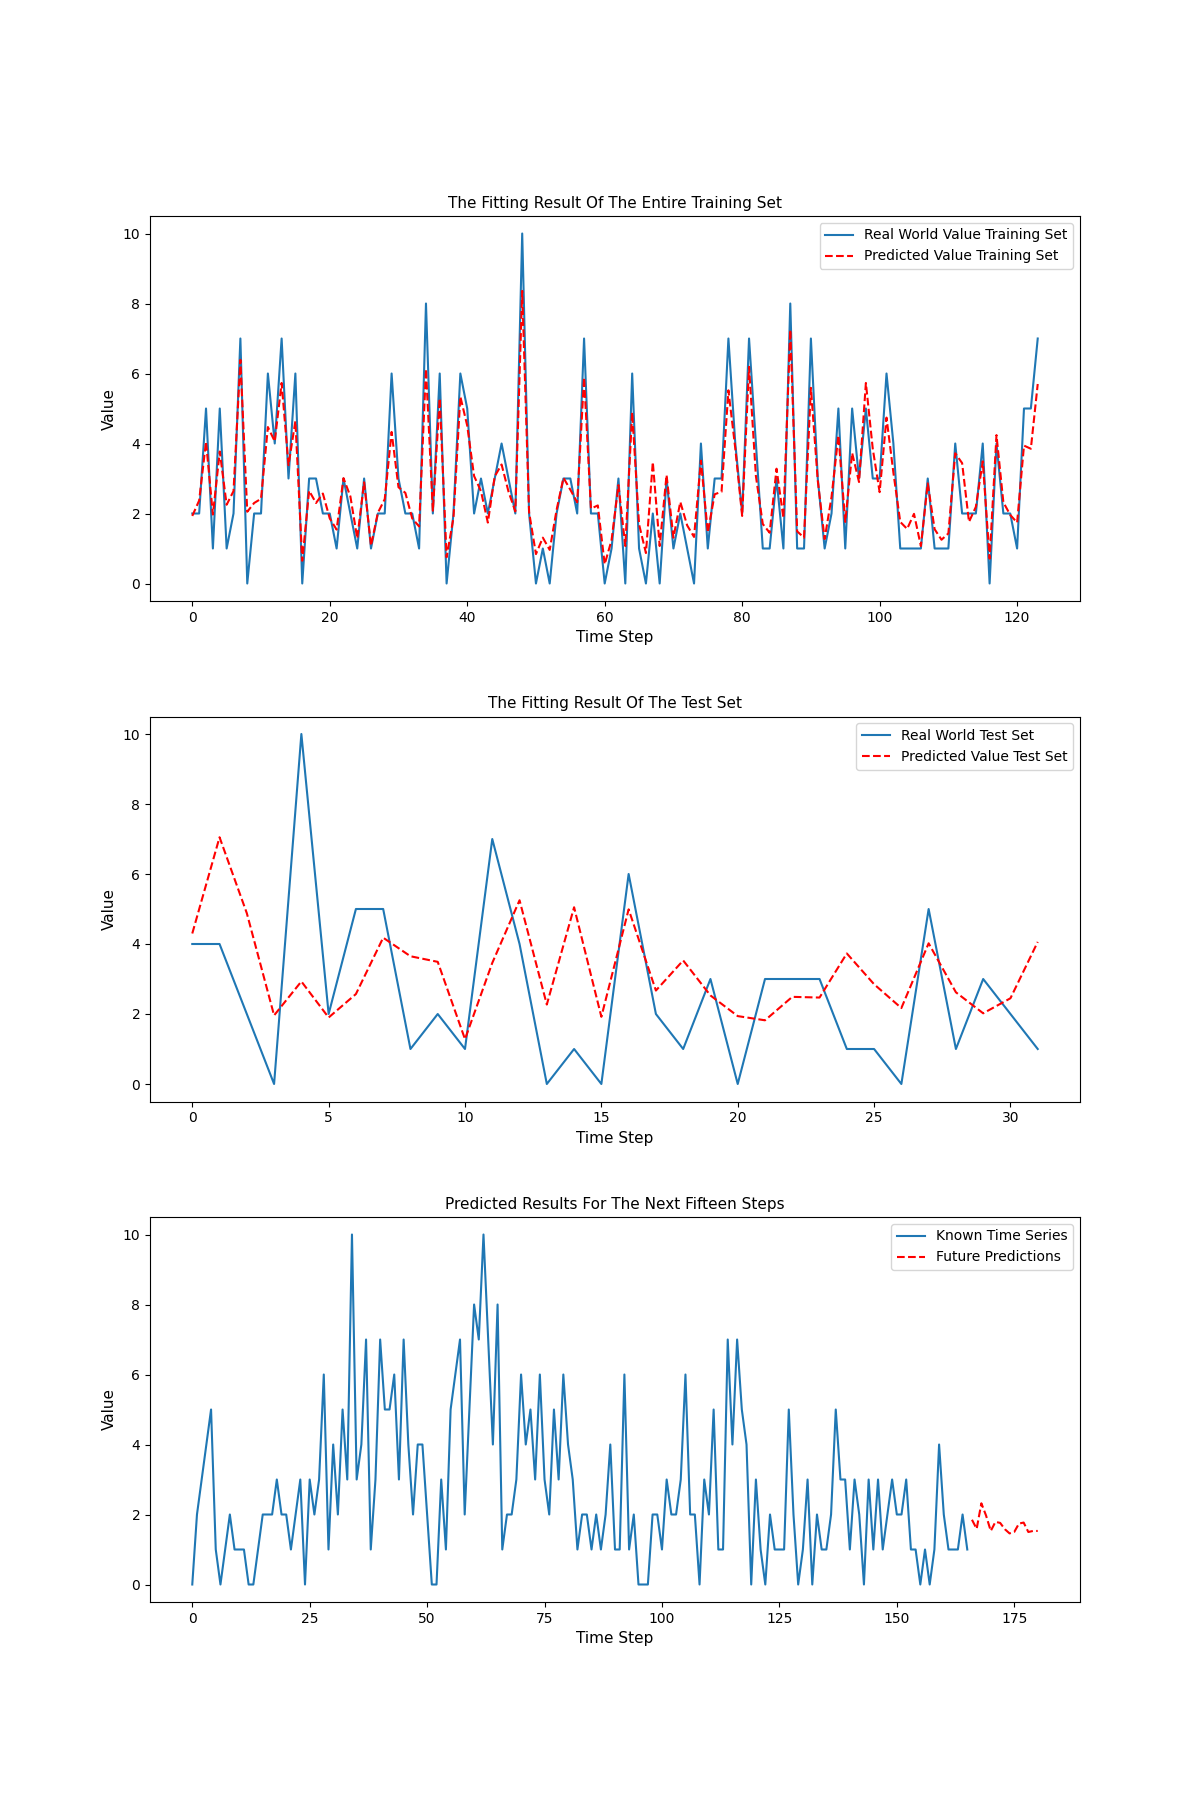 The Fitting Result Of The Entire Training Set
Real World Value Training Set
Predicted Value Training Set
10
8
6
4
2
0
Value
0 20 40 60 80 100 120
Time Step
The Fitting Result Of The Test Set
Real World Test Set
Predicted Value Test Set
10
8
6
4
2
0
Value
0 5 10 15 20 25 30
Time Step
Predicted Results For The Next Fifteen Steps
Known Time Series
Future Predictions
10
8
6
4
2
0
Value
0 25 50 75 100 125 150 175
Time Step